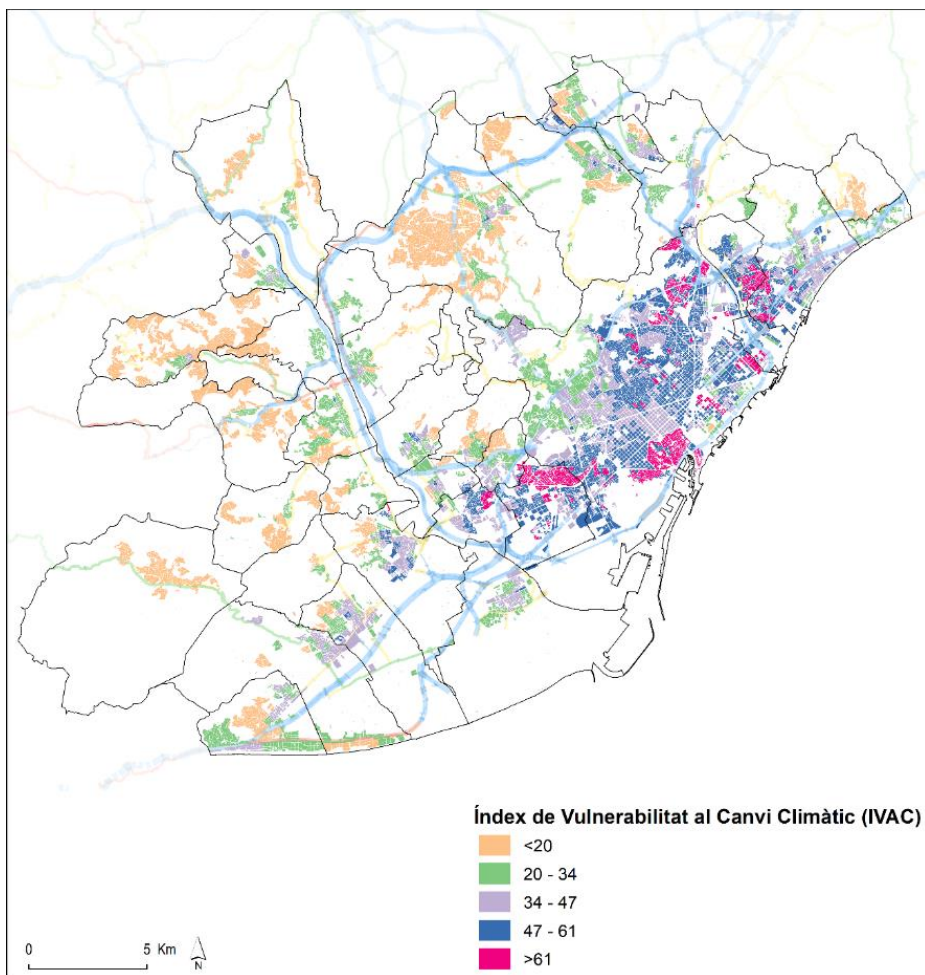 Índex de Vulnerabilitat al Canvi Climàtic (IVAC)
<20
20 - 34
34 - 47
47 - 61
>61
0 5 Km
N